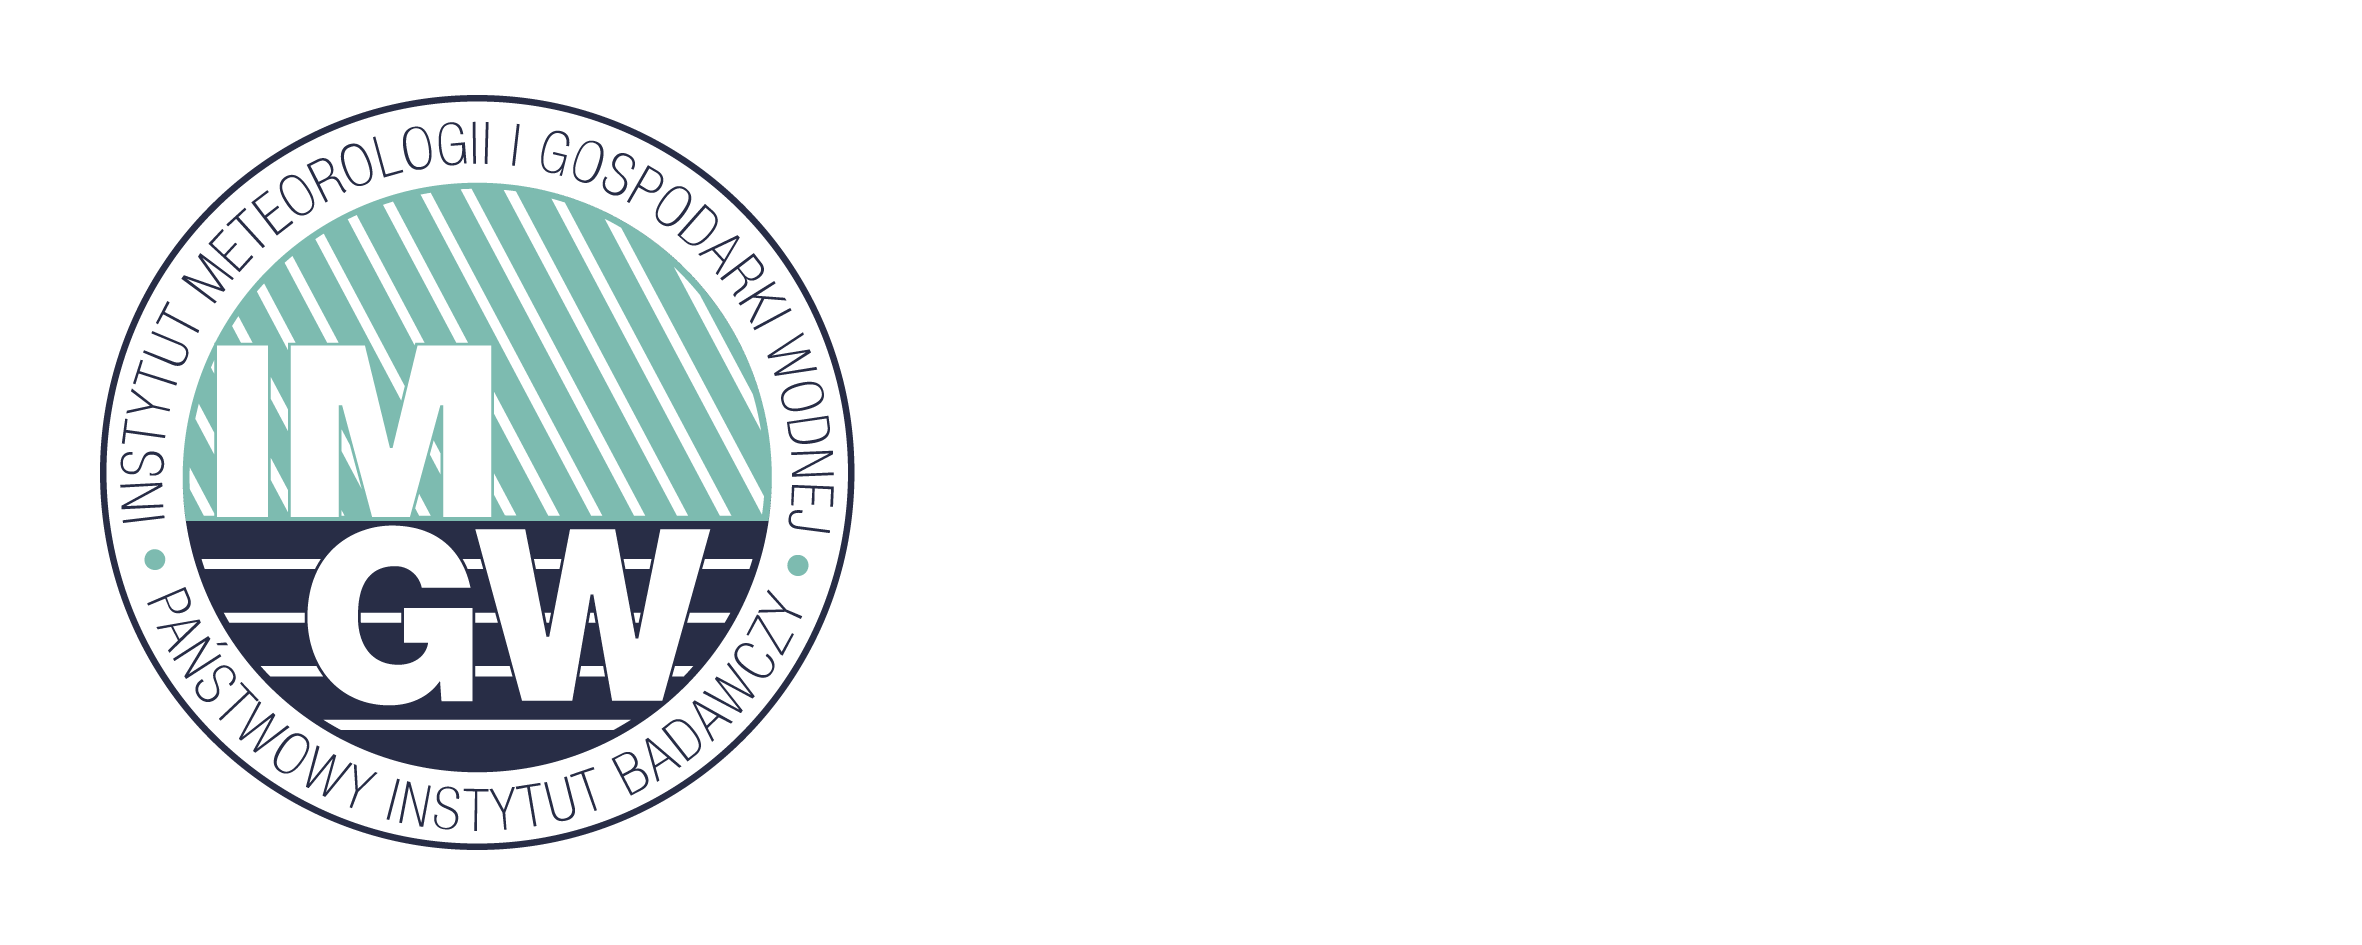 INSTYTUT METEOROLOGII I GOSPODARKI WODNEJ
IM
GW
PAŃSTWOWY INSTYTUT BADAWCZY